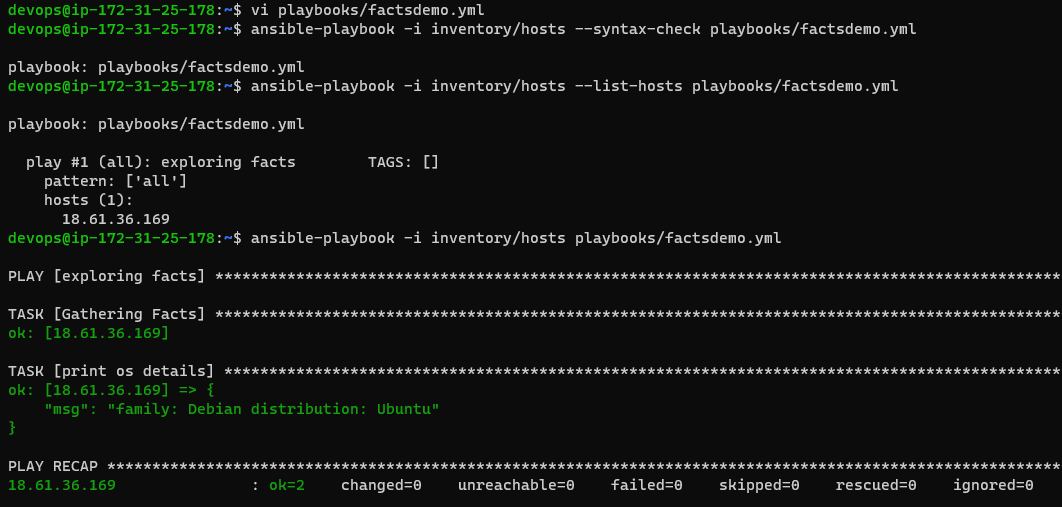 devops@ip-172-31-25-178:~$ vi playbooks/factsdemo.yml
devops@ip-172-31-25-178:~$ ansible-playbook -i inventory/hosts --syntax-check playbooks/factsdemo.yml
playbook: playbooks/factsdemo.yml
devops@ip-172-31-25-178:~$ ansible-playbook -i inventory/hosts --list-hosts playbooks/factsdemo.yml
playbook: playbooks/factsdemo.yml
  play #1 (all): exploring facts        TAGS: []
    pattern: ['all']
    hosts (1):
      18.61.36.169
devops@ip-172-31-25-178:~$ ansible-playbook -i inventory/hosts playbooks/factsdemo.yml
PLAY [exploring facts] **********************************************************************************************
TASK [Gathering Facts] **********************************************************************************************
ok: [18.61.36.169]
TASK [print os details] *********************************************************************************************
ok: [18.61.36.169] => {
    "msg": "family: Debian distribution: Ubuntu"
}
PLAY RECAP **********************************************************************************************************
18.61.36.169               : ok=2    changed=0    unreachable=0    failed=0    skipped=0    rescued=0    ignored=0